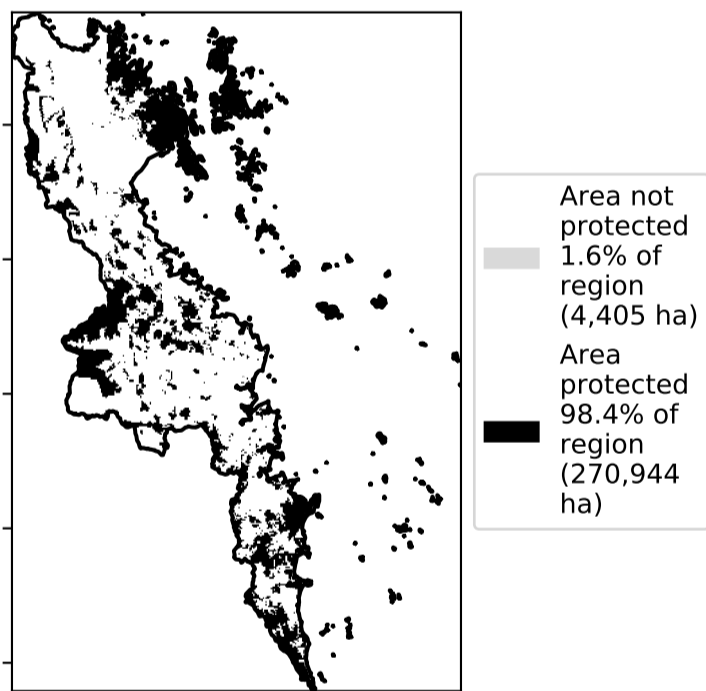 Area not
protected
1.6% of
region
(4,405 ha)
Area
protected
98.4% of
region
(270,944
ha)